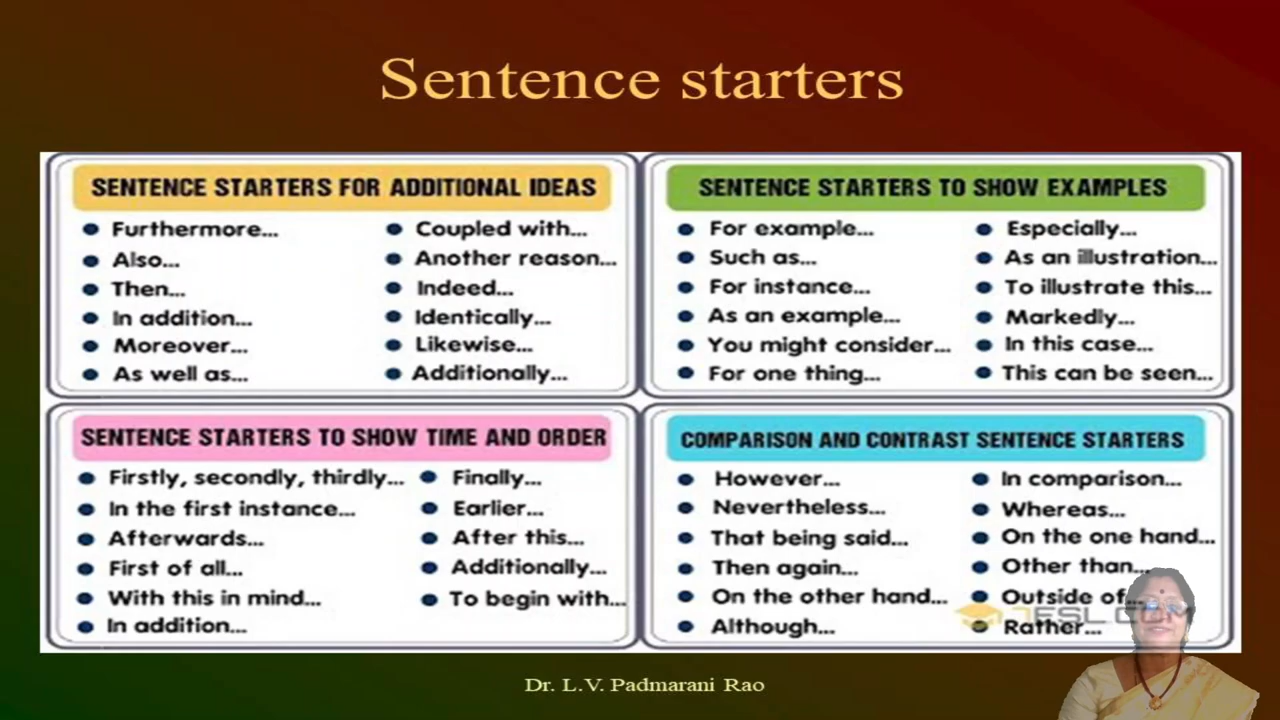 Sentence starters
SENTENCE STARTERS FOR ADDITIONAL IDEAS
Furthermore...
Also...
Then...
In addition...
Moreover...
As well as...
Coupled with...
Another reason...
Indeed...
Identically...
Likewise...
Additionally...
SENTENCE STARTERS TO SHOW EXAMPLES
For example...
Such as...
For instance...
As an example...
You might consider...
For one thing...
Especially...
As an illustration...
To illustrate this...
Markedly...
In this case...
This can be seen...
SENTENCE STARTERS TO SHOW TIME AND ORDER
Firstly, secondly, thirdly...
In the first instance...
Afterwards...
First of all...
With this in mind...
In addition...
Finally...
Earlier...
After this...
Additionally...
To begin with...
COMPARISON AND CONTRAST SENTENCE STARTERS
However...
Nevertheless...
That being said...
Then again...
On the other hand...
Although...
In comparison...
Whereas...
On the one hand...
Other than...
Outside of...
Rather...
7ESL.COM
Dr. L.V. Padmarani Rao